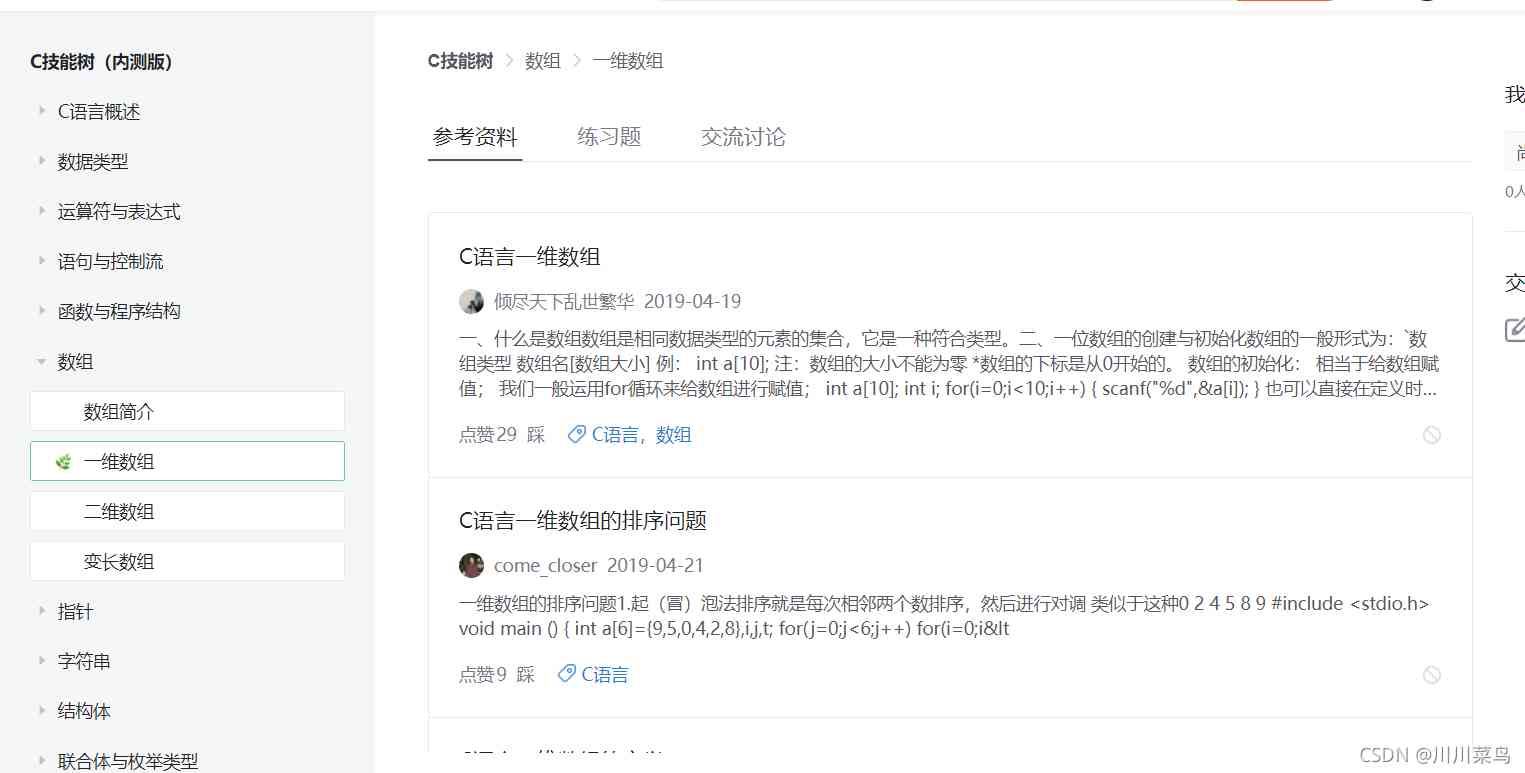 C技能树（内测版）
C语言概述
数据类型
运算符与表达式
语句与控制流
函数与程序结构
数组
数组简介
一维数组
二维数组
变长数组
指针
字符串
结构体
联合体与枚举类型
C技能树 > 数组 > 一维数组
参考资料 练习题 交流讨论
C语言一维数组
倾尽天下乱世繁华 2019-04-19
一、什么是数组数组是相同数据类型的元素的集合，它是一种符合类型。二、一位数组的创建与初始化数组的一般形式为：`数
组类型 数组名[数组大小] 例： int a[10]; 注：数组的大小不能为零 *数组的下标是从0开始的。 数组的初始化： 相当于给数组赋
值； 我们一般运用for循环来给数组进行赋值； int a[10]; int i; for(i=0;i<10;i++) { scanf("%d",&a[i]); } 也可以直接在定义时...
点赞29 踩 C语言，数组
C语言一维数组的排序问题
come_closer 2019-04-21
一维数组的排序问题1.起（冒）泡法排序就是每次相邻两个数排序，然后进行对调 类似于这种0 2 4 5 8 9 #include <stdio.h>
void main () { int a[6]={9,5,0,4,2,8},i,j,t; for(j=0;j<6;j++) for(i=0;i&lt
点赞9 踩 C语言
我
0人
交
CSDN @川川菜鸟